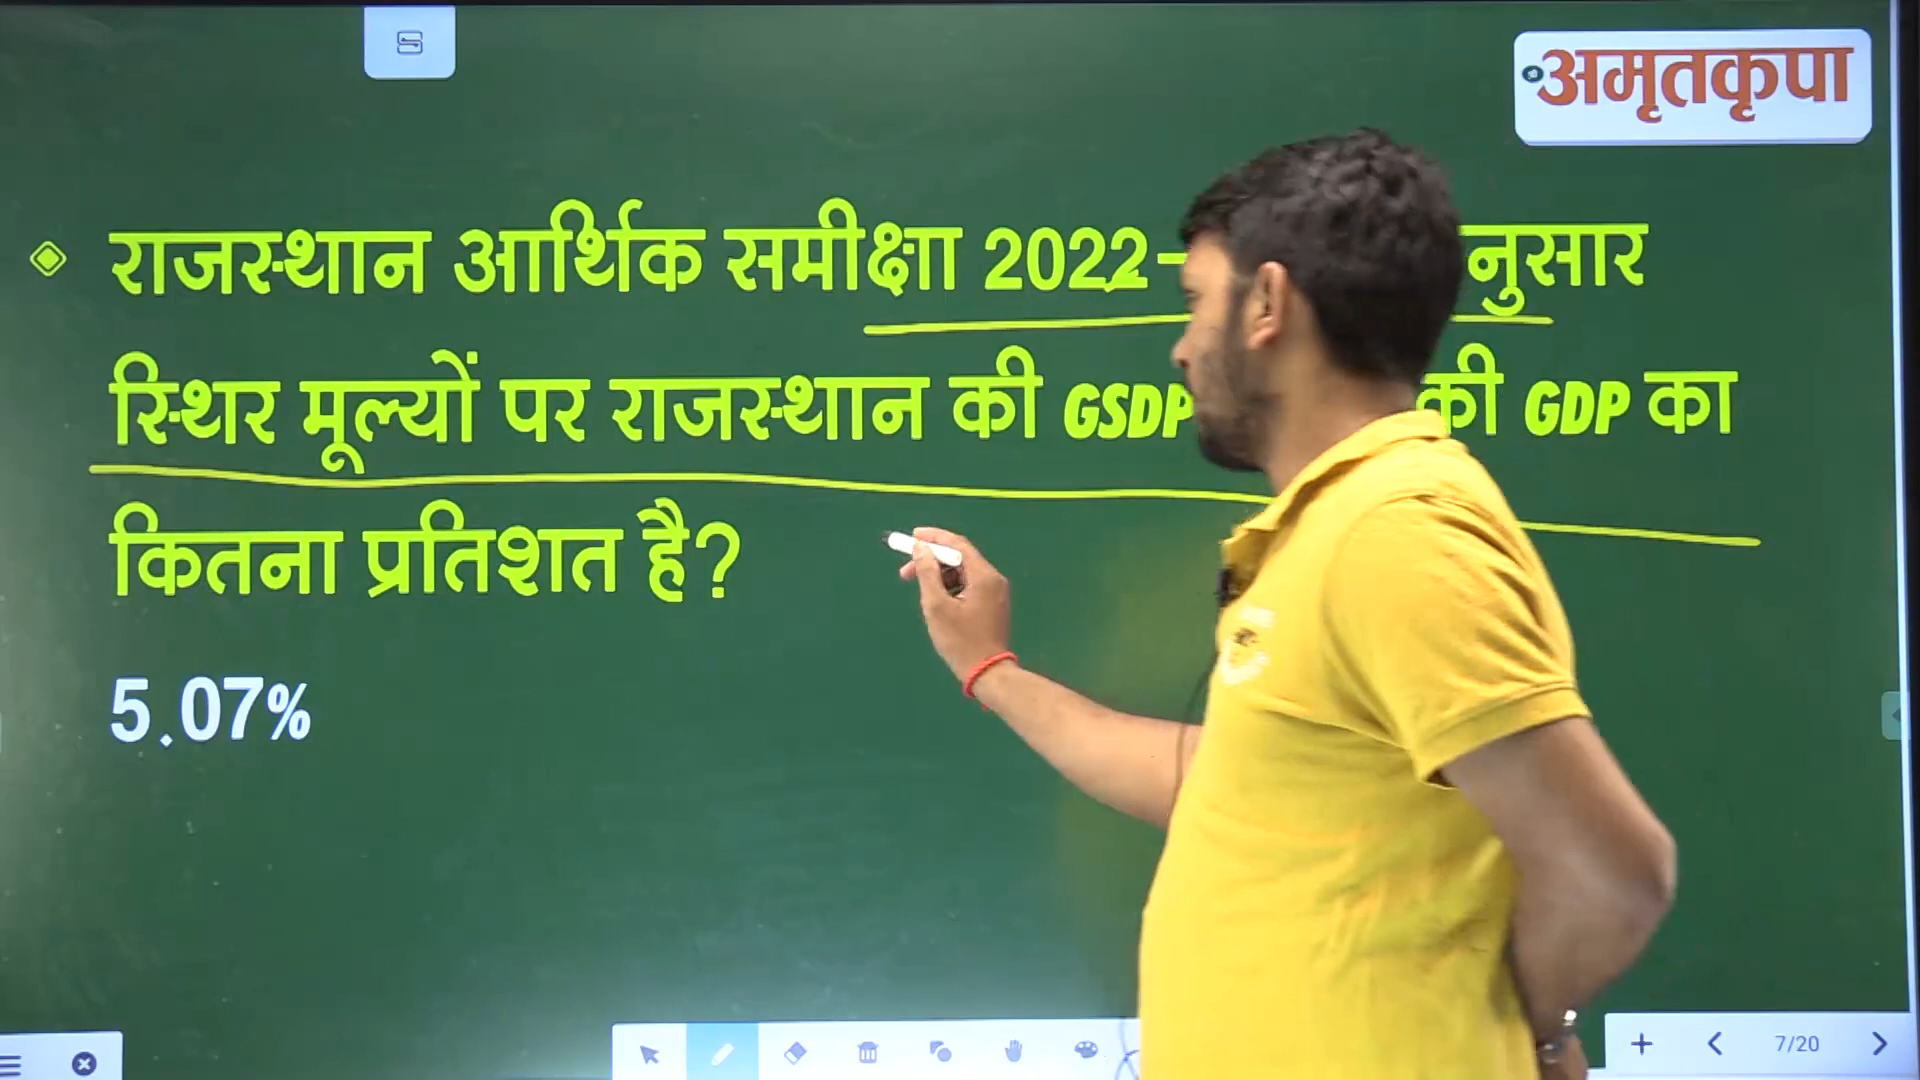 अमृतकृपा
राजस्थान आर्थिक समीक्षा 2022-
स्थिर मूल्यों पर राजस्थान की GSDP की GDP का
कितना प्रतिशत है?
5.07%
7/20